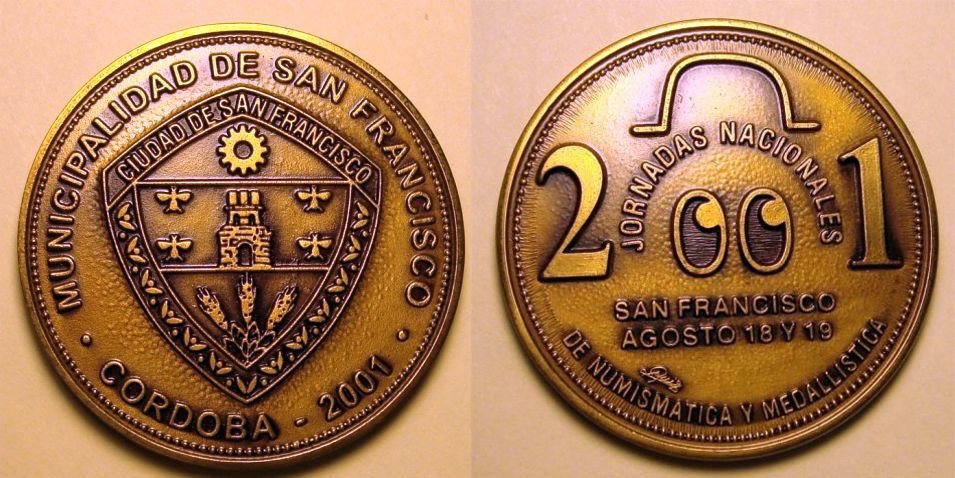 MUNICIPALIDAD DE SAN FRANCISCO
CIUDAD DE SAN FRANCISCO
· CORDOBA - 2001 ·
JORNADAS NACIONALES
2001
SAN FRANCISCO
AGOSTO 18 Y 19
DE NUMISMATICA Y MEDALLISTICA